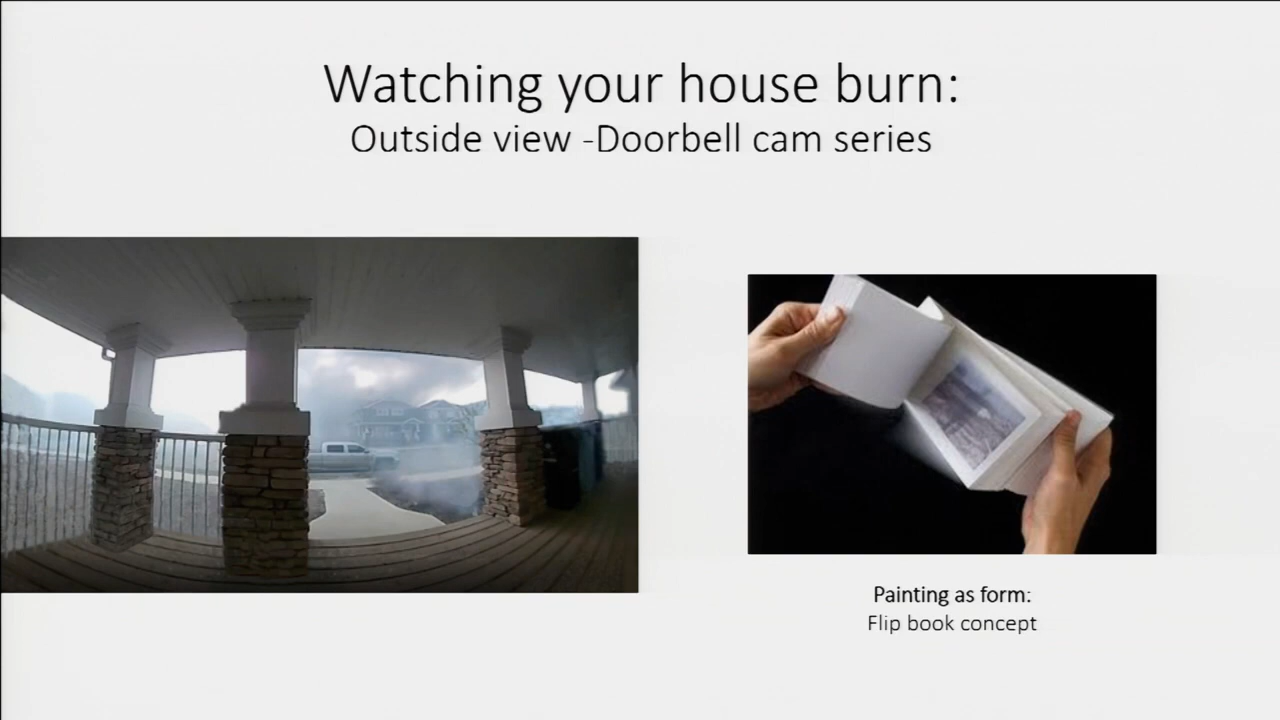 Watching your house burn:
Outside view -Doorbell cam series
Painting as form:
Flip book concept